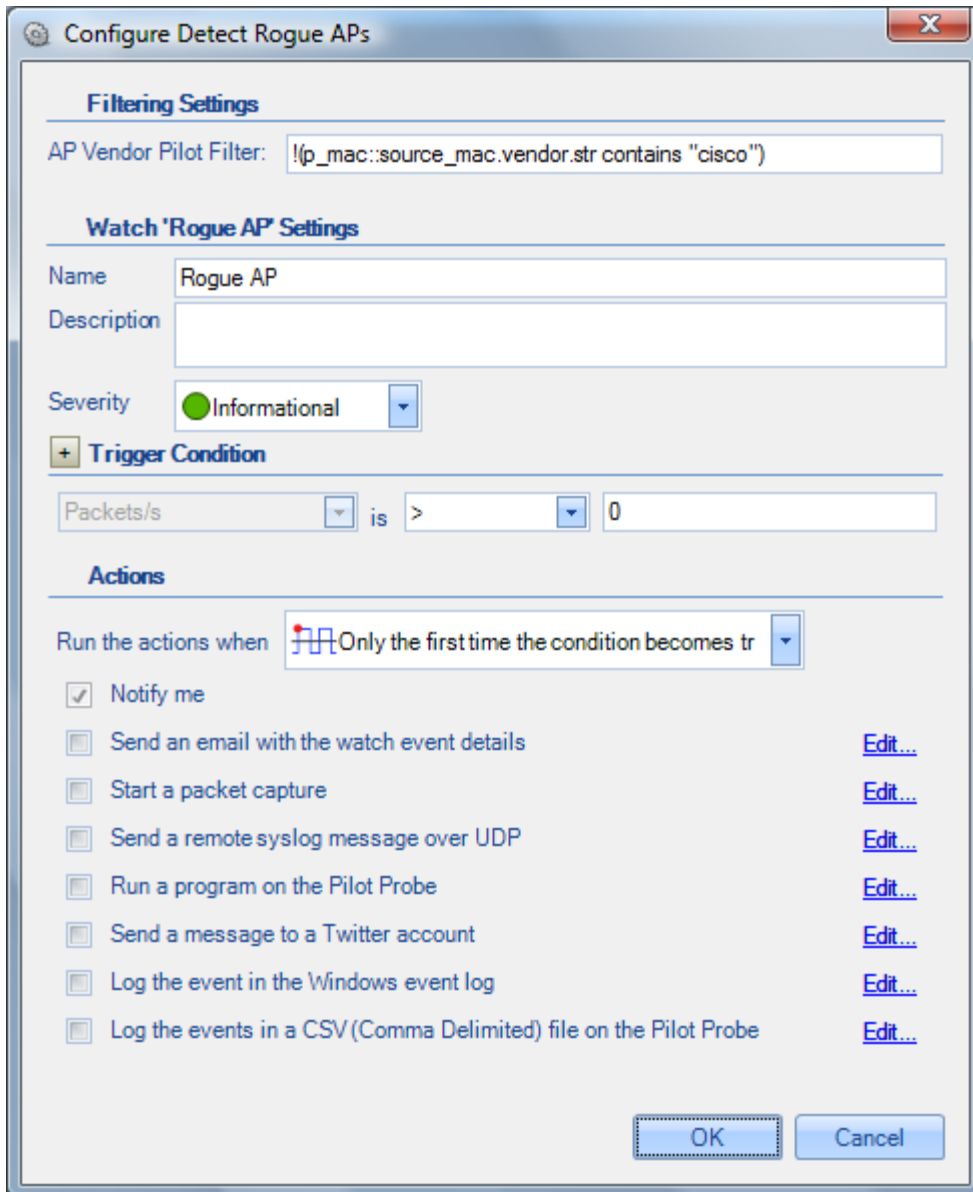 Configure Detect Rogue APs
X
Filtering Settings
AP Vendor Pilot Filter: !(p_mac::source_mac.vendor.str contains "cisco")
Watch 'Rogue AP' Settings
Name Rogue AP
Description
Severity Informational
+ Trigger Condition
Packets/s is > 0
Actions
Run the actions when Only the first time the condition becomes tr
Notify me
Send an email with the watch event details Edit...
Start a packet capture Edit...
Send a remote syslog message over UDP Edit...
Run a program on the Pilot Probe Edit...
Send a message to a Twitter account Edit...
Log the event in the Windows event log Edit...
Log the events in a CSV (Comma Delimited) file on the Pilot Probe Edit...
OK Cancel